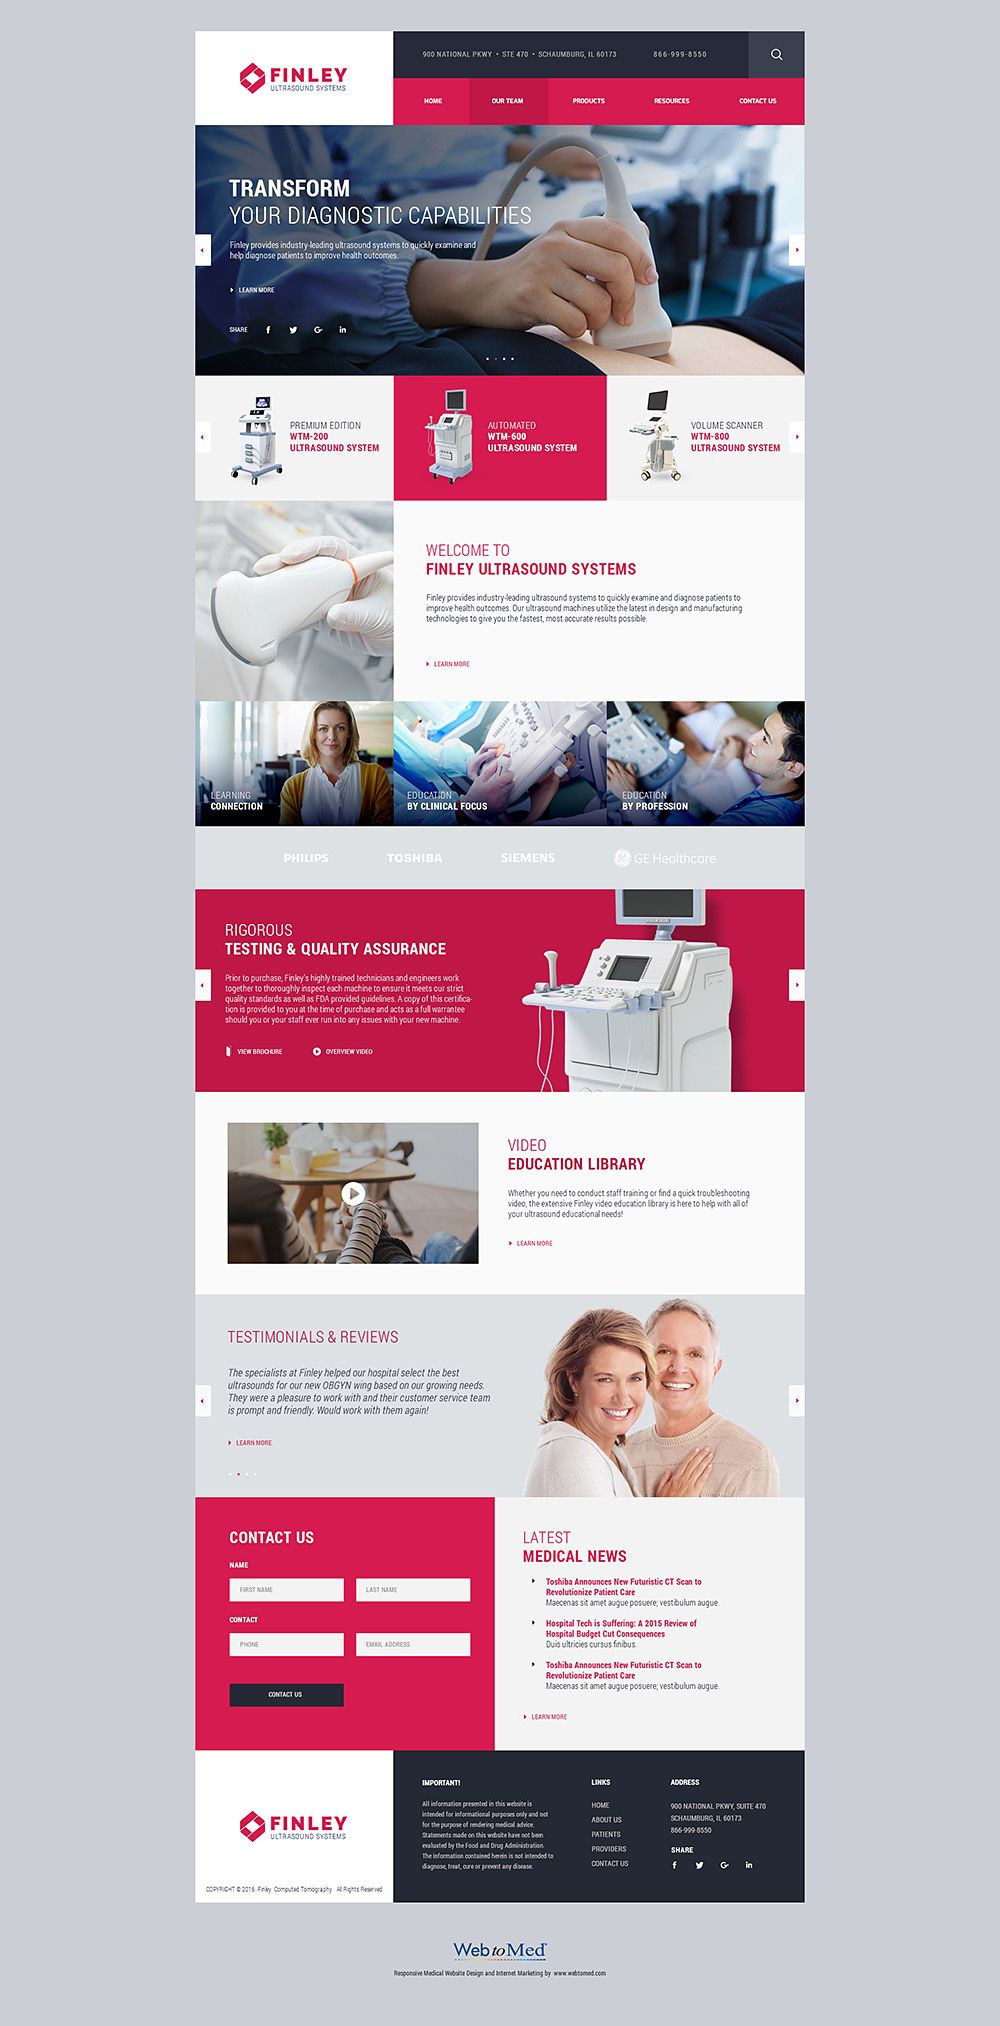 FINLEY
ULTRASOUND SYSTEMS
900 NATIONAL PKWY • STE 470 • SCHAUMBURG, IL 60173
866-999-8550
HOME
OUR TEAM
PRODUCTS
RESOURCES
CONTACT US
TRANSFORM
YOUR DIAGNOSTIC CAPABILITIES
Finley provides industry-leading ultrasound systems to quickly examine and
help diagnose patients to improve health outcomes.
LEARN MORE
SHARE
PREMIUM EDITION
WTM-200
ULTRASOUND SYSTEM
AUTOMATED
WTM-600
ULTRASOUND SYSTEM
VOLUME SCANNER
WTM-800
ULTRASOUND SYSTEM
WELCOME TO
FINLEY ULTRASOUND SYSTEMS
Finley provides industry-leading ultrasound systems to quickly examine and diagnose patients to
improve health outcomes. Our ultrasound machines utilize the latest in design and manufacturing
technologies to give you the fastest, most accurate results possible.
LEARN MORE
LEARNING
CONNECTION
EDUCATION
BY CLINICAL FOCUS
EDUCATION
BY PROFESSION
PHILIPS
TOSHIBA
SIEMENS
GE Healthcare
RIGOROUS
TESTING & QUALITY ASSURANCE
Prior to purchase, Finley's highly trained technicians and engineers work
together to thoroughly inspect each machine to ensure it meets our strict
quality standards as well as FDA provided guidelines. A copy of this certifica-
tion is provided to you at the time of purchase and acts as a full warrantee
should you or your staff ever run into any issues with your new machine.
VIEW BROCHURE
OVERVIEW VIDEO
VIDEO
EDUCATION LIBRARY
Whether you need to conduct staff training or find a quick troubleshooting
video, the extensive Finley video education library is here to help with all of
your ultrasound educational needs!
LEARN MORE
TESTIMONIALS & REVIEWS
The specialists at Finley helped our hospital select the best
ultrasounds for our new OBGYN wing based on our growing needs.
They were a pleasure to work with and their customer service team
is prompt and friendly. Would work with them again!
LEARN MORE
CONTACT US
NAME
FIRST NAME
LAST NAME
CONTACT
PHONE
EMAIL ADDRESS
CONTACT US
LATEST
MEDICAL NEWS
Toshiba Announces New Futuristic CT Scan to
Revolutionize Patient Care
Maecenas sit amet augue posuere; vestibulum augue.
Hospital Tech is Suffering: A 2015 Review of
Hospital Budget Cut Consequences
Duis ultricies cursus finibus.
Toshiba Announces New Futuristic CT Scan to
Revolutionize Patient Care
Maecenas sit amet augue posuere; vestibulum augue.
LEARN MORE
FINLEY
ULTRASOUND SYSTEMS
COPYRIGHT © 2016 Finley Computed Tomography All Rights Reserved
IMPORTANT!
All information presented in this website is
intended for informational purposes only and not
for the purpose of rendering medical advice.
Statements made on this website have not been
evaluated by the Food and Drug Administration.
The information contained herein is not intended to
diagnose, treat, cure or prevent any disease.
LINKS
HOME
ABOUT US
PATIENTS
PROVIDERS
CONTACT US
ADDRESS
900 NATIONAL PKWY, SUITE 470
SCHAUMBURG, IL 60173
866-999-8550
SHARE
Web to Med
Responsive Medical Website Design and Internet Marketing by www.webtomed.com